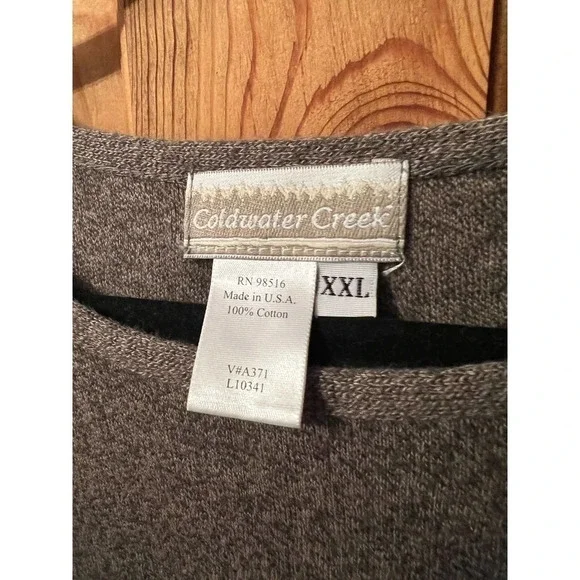 Coldwater Creek
XXL
RN 98516
Made in U.S.A.
100% Cotton
V#A371
L10341